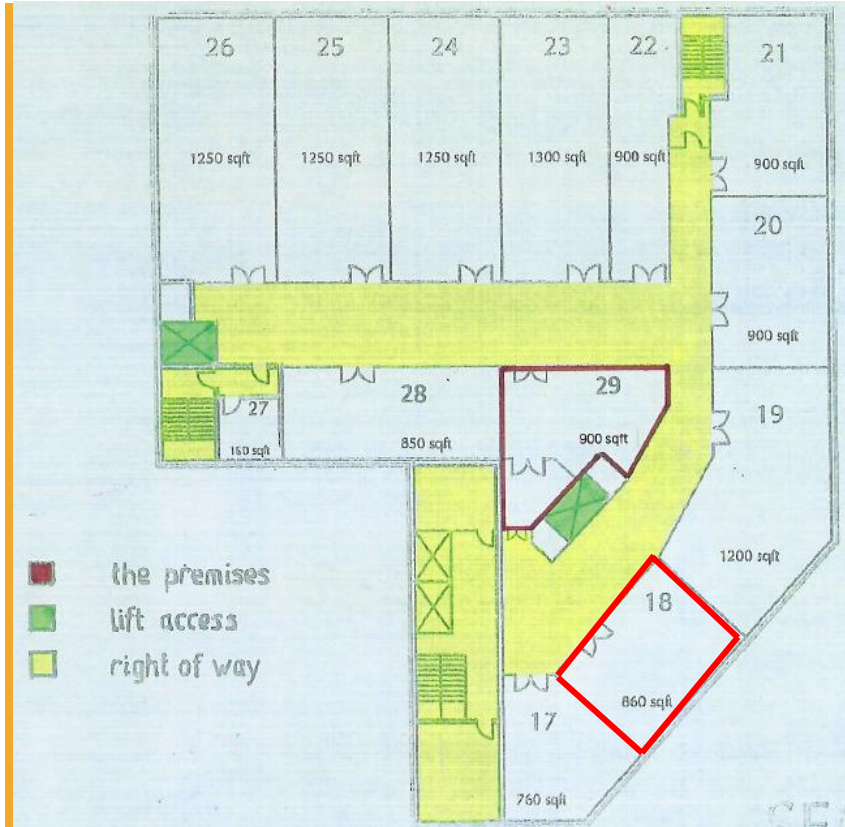 26
25
24
23
22
21
1250 sqft
1250 sqft
1250 sqft
1300 sqft
900 sqft
900 sqft
20
900 sqft
28
29
19
27
150 sqft
850 sqft
900 sqft
1200 sqft
the premises
lift access
right of way
18
860 sqft
17
760 sqft